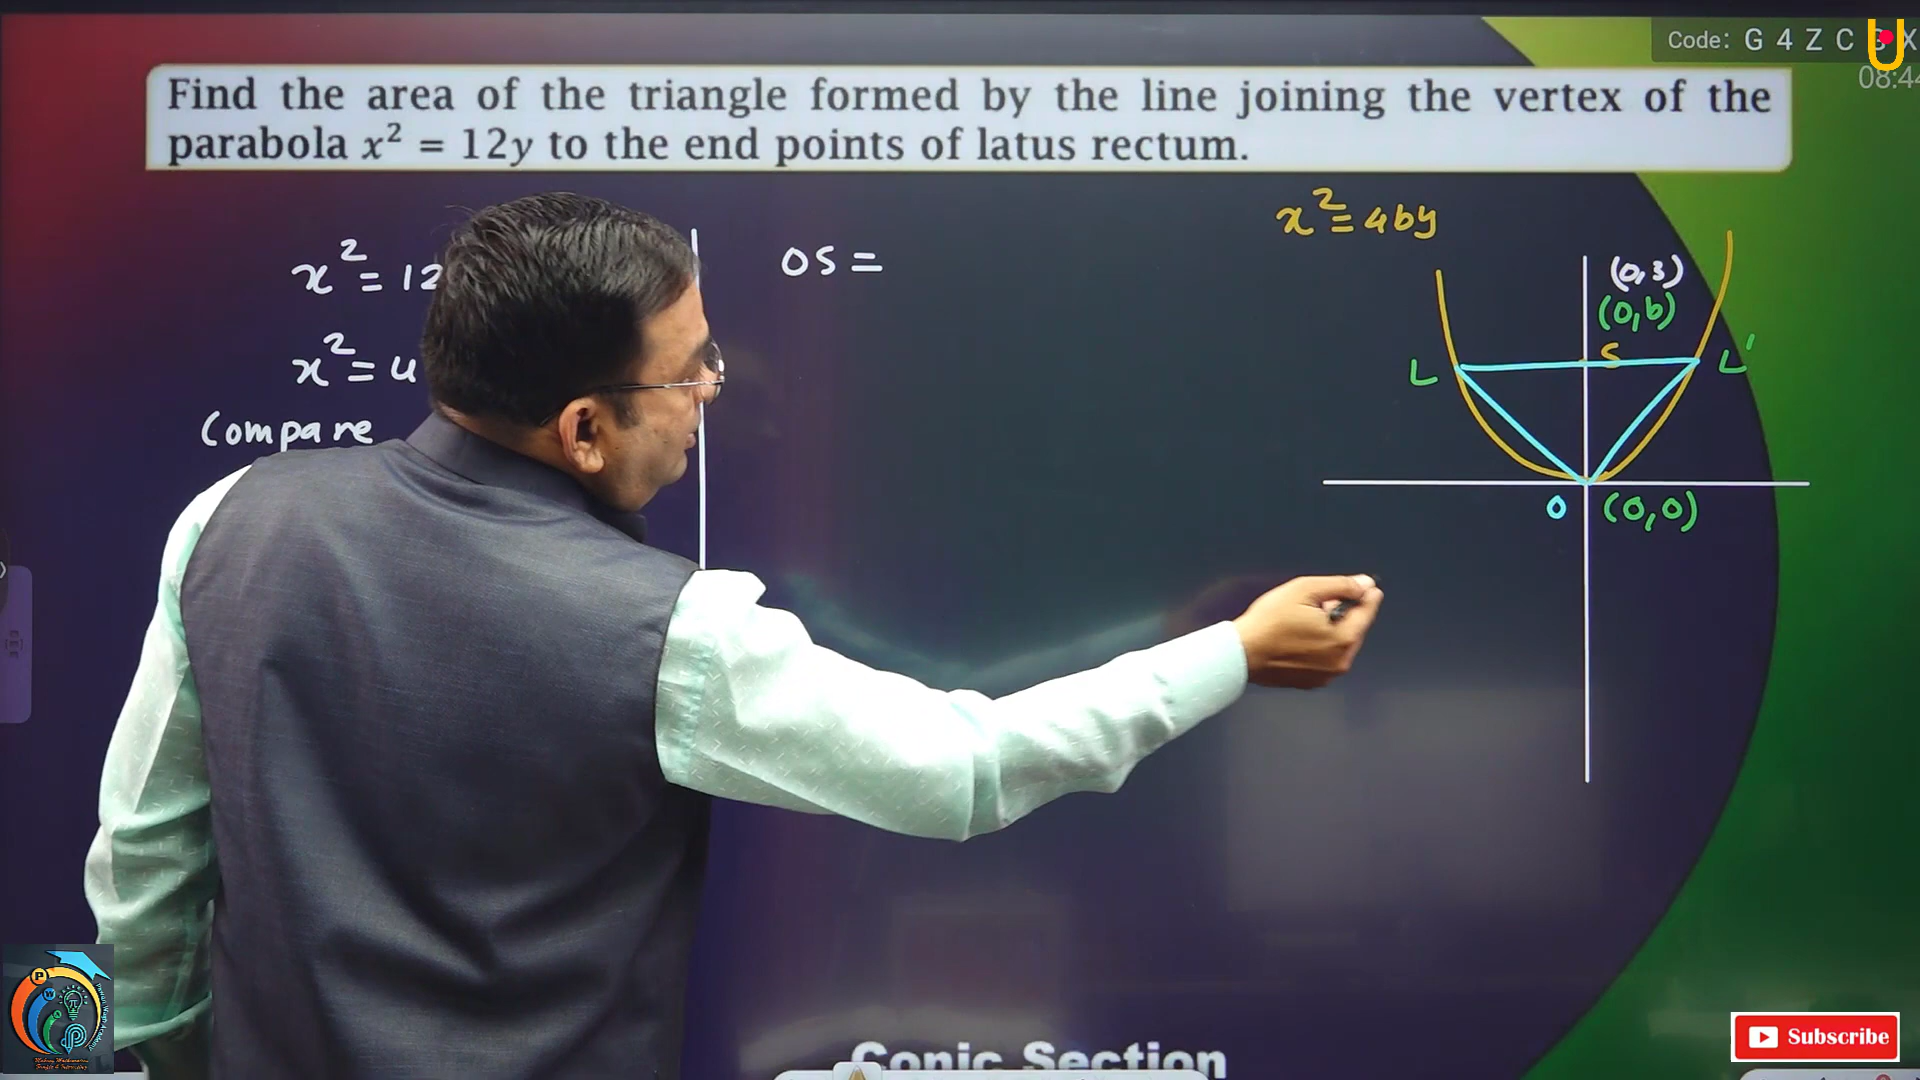 Code: G 4 Z C G X
08:44
Find the area of the triangle formed by the line joining the vertex of the
parabola x² = 12y to the end points of latus rectum.
x² = 12
x² = 4
Compare
OS =
x² = 4by
(0,3)
(0,b)
S
L
L'
O
(0,0)
Conic Section
Subscribe